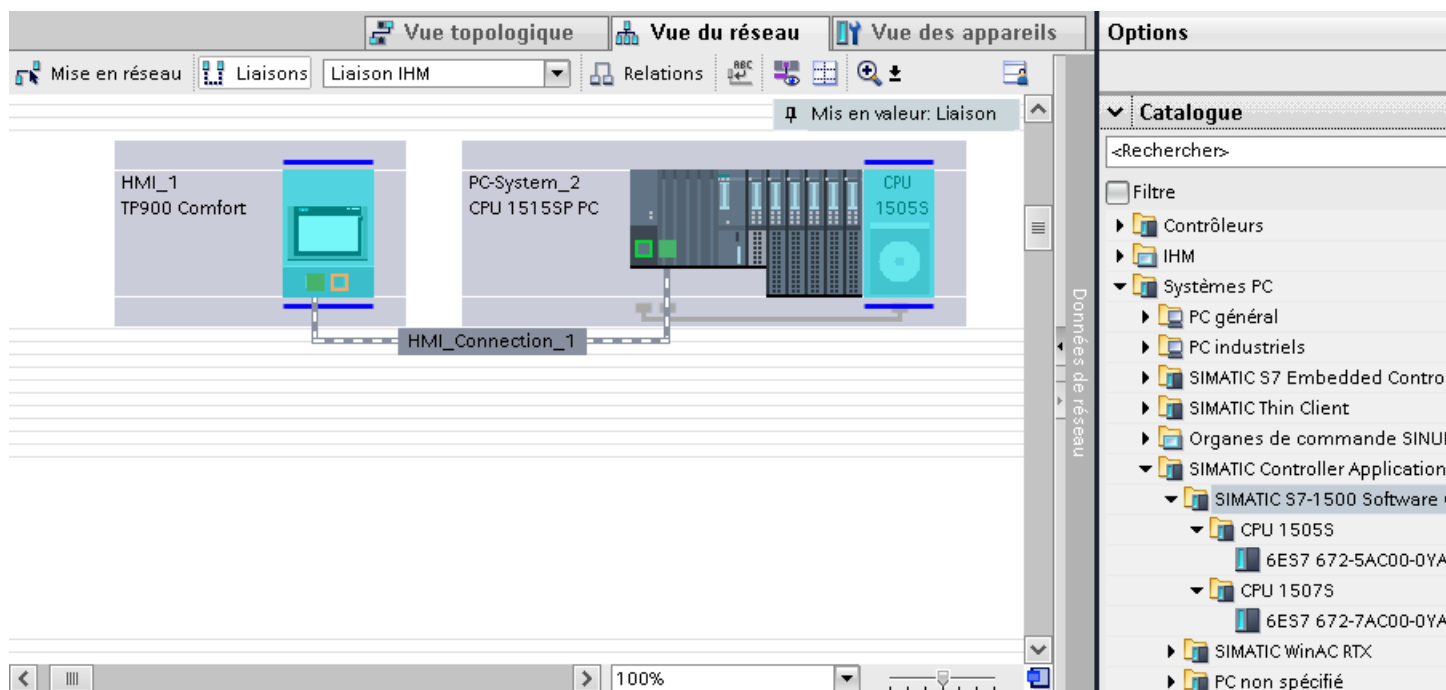 Vue topologique
Vue du réseau
Vue des appareils
Options
Mise en réseau
Liaisons
Liaison IHM
Relations
ABC
Mis en valeur: Liaison
Catalogue
<Rechercher>
Filtre
HMI_1
TP900 Comfort
PC-System_2
CPU 1515SP PC
CPU
1505S
HMI_Connection_1
Données de réseau
Contrôleurs
IHM
Systèmes PC
PC général
PC industriels
SIMATIC S7 Embedded Contro
SIMATIC Thin Client
Organes de commande
SIMATIC Controller Application
SIMATIC S7-1500 Software
CPU 1505S
6ES7 672-5AC00-0YA
CPU 1507S
6ES7 672-7AC00-0YA
SIMATIC WinAC RTX
PC non spécifié
100%